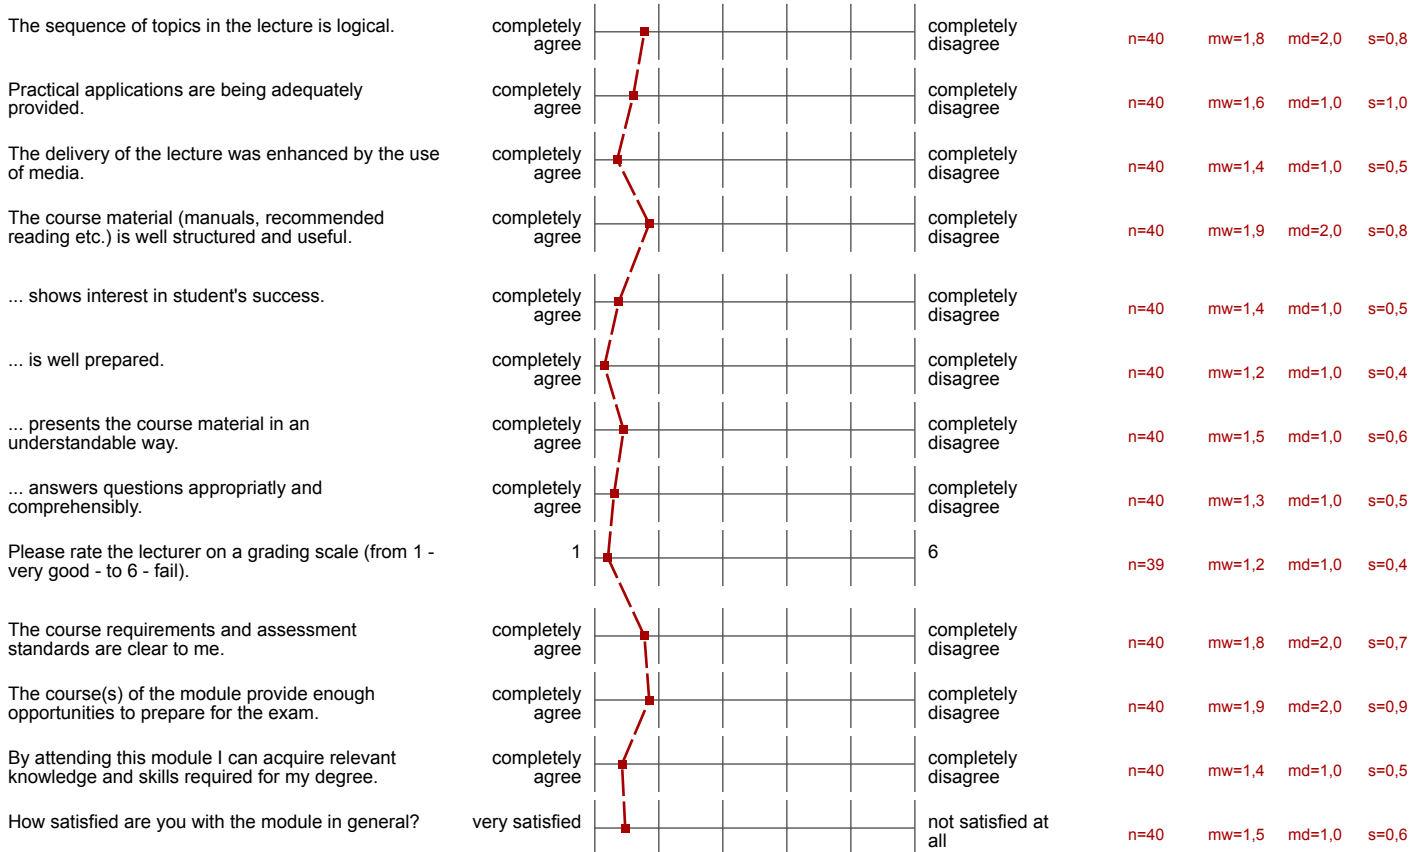 The sequence of topics in the lecture is logical.
completely
agree
completely
disagree
n=40 mw=1,8 md=2,0 s=0,8
Practical applications are being adequately
provided.
completely
agree
completely
disagree
n=40 mw=1,6 md=1,0 s=1,0
The delivery of the lecture was enhanced by the use
of media.
completely
agree
completely
disagree
n=40 mw=1,4 md=1,0 s=0,5
The course material (manuals, recommended
reading etc.) is well structured and useful.
completely
agree
completely
disagree
n=40 mw=1,9 md=2,0 s=0,8
... shows interest in student's success.
completely
agree
completely
disagree
n=40 mw=1,4 md=1,0 s=0,5
... is well prepared.
completely
agree
completely
disagree
n=40 mw=1,2 md=1,0 s=0,4
... presents the course material in an
understandable way.
completely
agree
completely
disagree
n=40 mw=1,5 md=1,0 s=0,6
... answers questions appropriatly and
comprehensibly.
completely
agree
completely
disagree
n=40 mw=1,3 md=1,0 s=0,5
Please rate the lecturer on a grading scale (from 1 -
very good - to 6 - fail).
1
6
n=39 mw=1,2 md=1,0 s=0,4
The course requirements and assessment
standards are clear to me.
completely
agree
completely
disagree
n=40 mw=1,8 md=2,0 s=0,7
The course(s) of the module provide enough
opportunities to prepare for the exam.
completely
agree
completely
disagree
n=40 mw=1,9 md=2,0 s=0,9
By attending this module I can acquire relevant
knowledge and skills required for my degree.
completely
agree
completely
disagree
n=40 mw=1,4 md=1,0 s=0,5
How satisfied are you with the module in general?
very satisfied
not satisfied at
all
n=40 mw=1,5 md=1,0 s=0,6